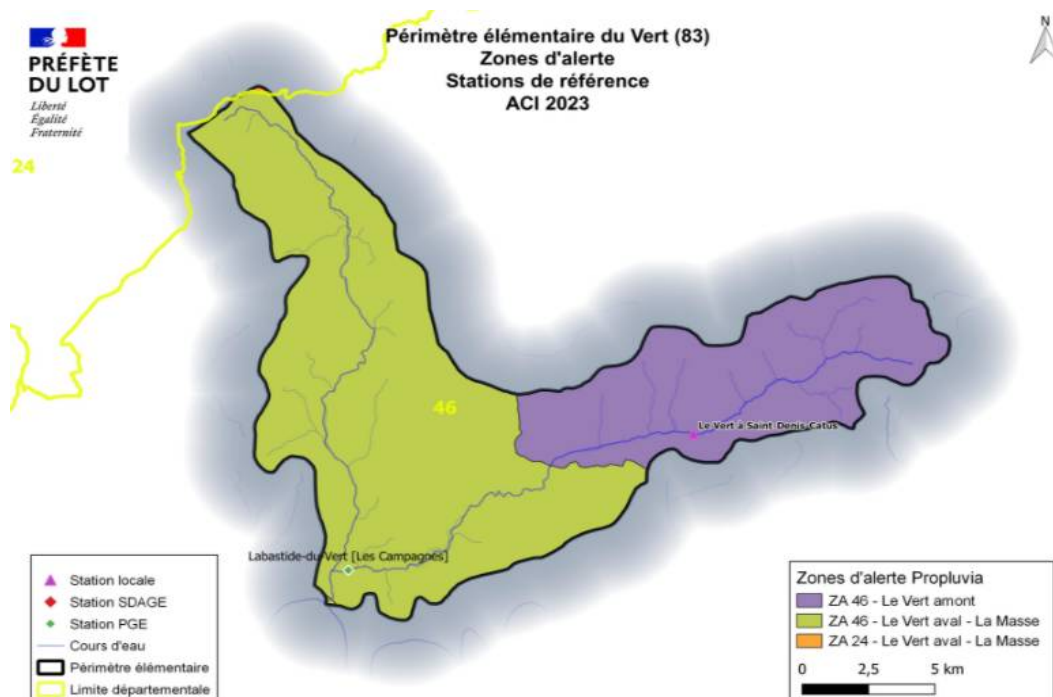 PRÉFÈTE
DU LOT
Liberté
Égalité
Fraternité
Périmètre élémentaire du Vert (83)
Zones d'alerte
Stations de référence
ACI 2023
N
24
46
Le Vert à Saint-Denis-Catus
Labastide-du-Vert [Les Campagnes]
Station locale
Station SDAGE
Station PGE
Cours d'eau
Périmètre élémentaire
Limite départementale
Zones d'alerte Propluvia
ZA 46 - Le Vert amont
ZA 46 - Le Vert aval - La Masse
ZA 24 - Le Vert aval - La Masse
0 2,5 5 km